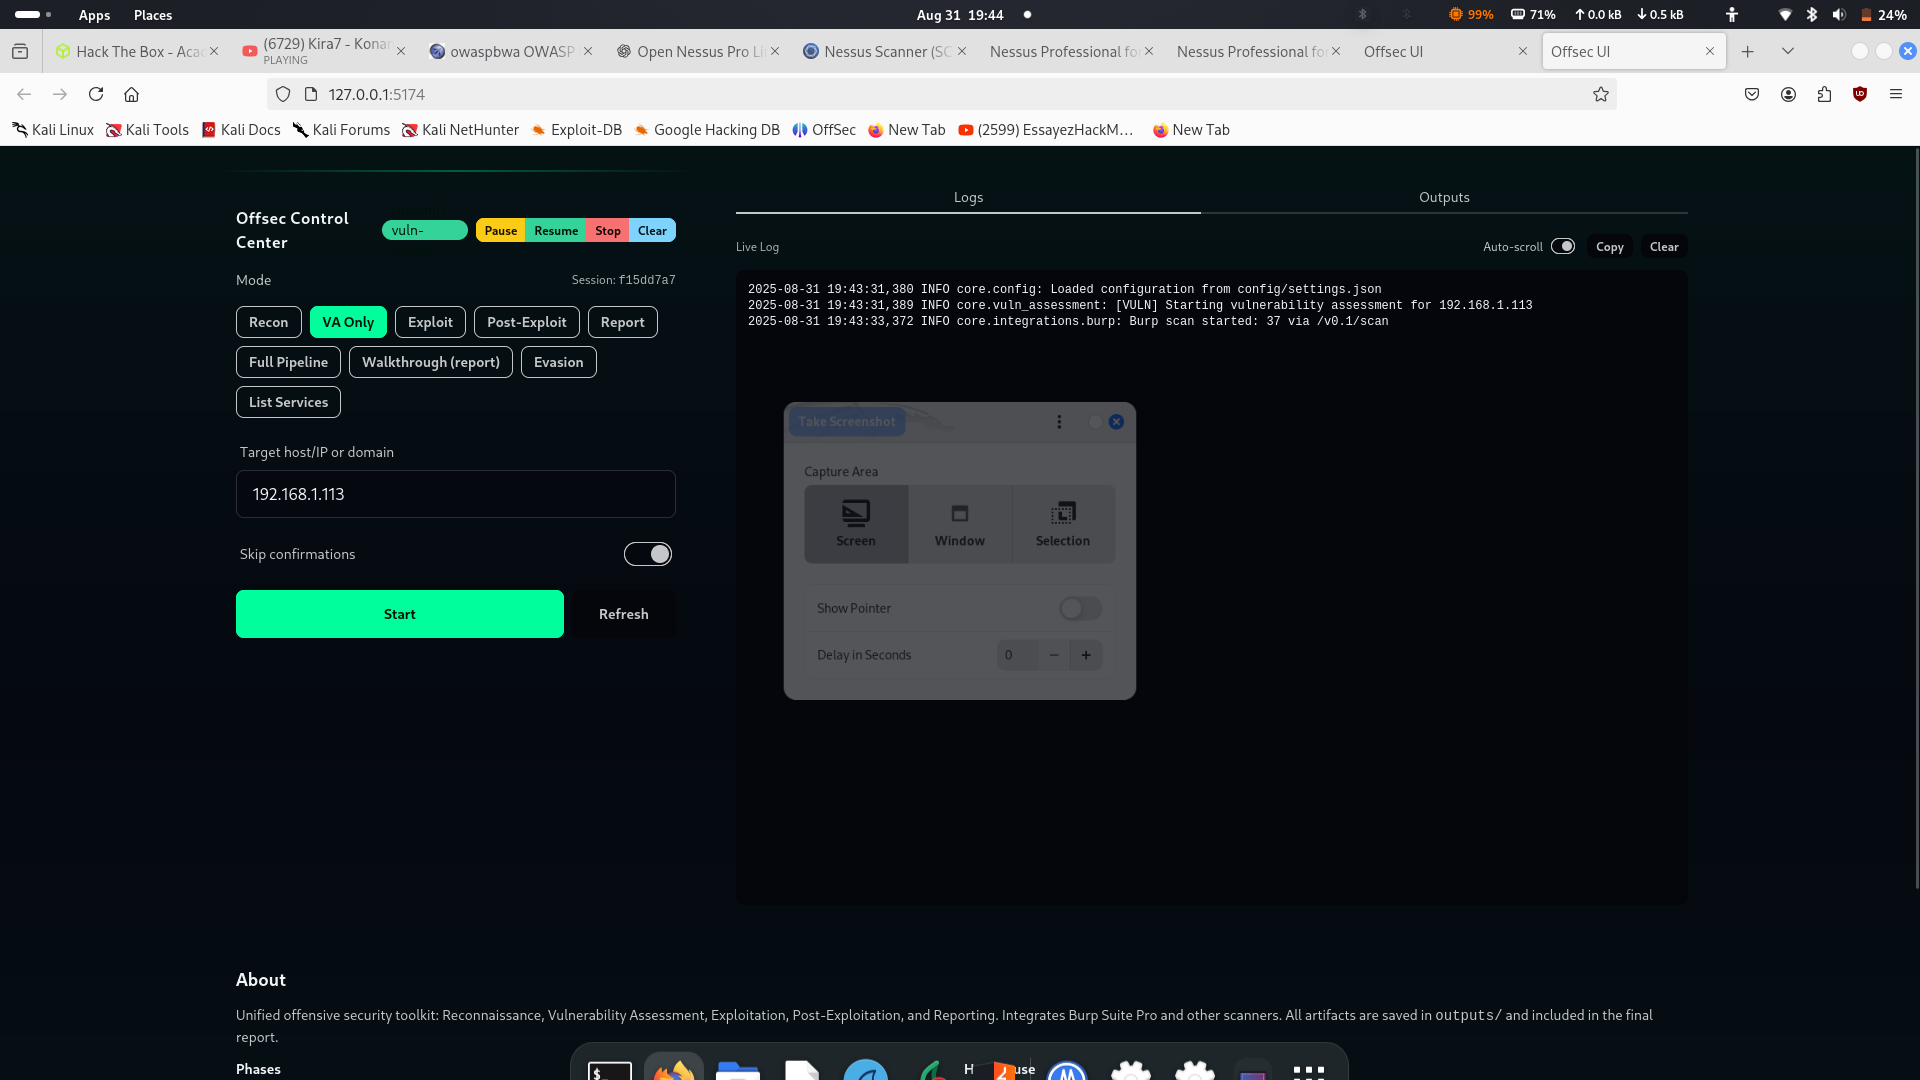 Apps Places Aug 31 19:44 99% 71% 0.0 kB 0.5 kB 24%
Hack The Box - Aca (6729) Kira7 - Konar PLAYING owaspbwa OWASP Open Nessus Pro Li Nessus Scanner (SC Nessus Professional fo Nessus Professional fo Offsec UI Offsec UI
127.0.0.1:5174
Kali Linux Kali Tools Kali Docs Kali Forums Kali NetHunter Exploit-DB Google Hacking DB OffSec New Tab (2599) EssayezHackM… New Tab
Offsec Control
Center
vuln-
Pause Resume Stop Clear
Mode Session: f15dd7a7
Recon VA Only Exploit Post-Exploit Report
Full Pipeline Walkthrough (report) Evasion
List Services
Target host/IP or domain
192.168.1.113
Skip confirmations
Start Refresh
Logs Outputs
Live Log Auto-scroll Copy Clear
2025-08-31 19:43:31,380 INFO core.config: Loaded configuration from config/settings.json
2025-08-31 19:43:31,389 INFO core.vuln_assessment: [VULN] Starting vulnerability assessment for 192.168.1.113
2025-08-31 19:43:33,372 INFO core.integrations.burp: Burp scan started: 37 via /v0.1/scan
Take Screenshot
Capture Area
Screen Window Selection
Show Pointer
Delay in Seconds 0 − +
About
Unified offensive security toolkit: Reconnaissance, Vulnerability Assessment, Exploitation, Post-Exploitation, and Reporting. Integrates Burp Suite Pro and other scanners. All artifacts are saved in outputs/ and included in the final
report.
Phases